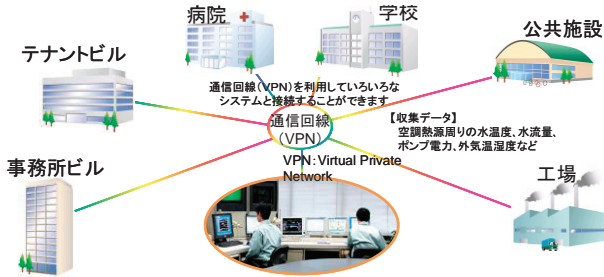 病院
学校
公共施設
テナントビル
通信回線(VPN)を利用していろいろな
システムと接続することができます
通信回線
(VPN)
【収集データ】
空調熱源周りの水温度、水流量、
ポンプ電力、外気温湿度など
VPN：Virtual Private
Network
事務所ビル
工場